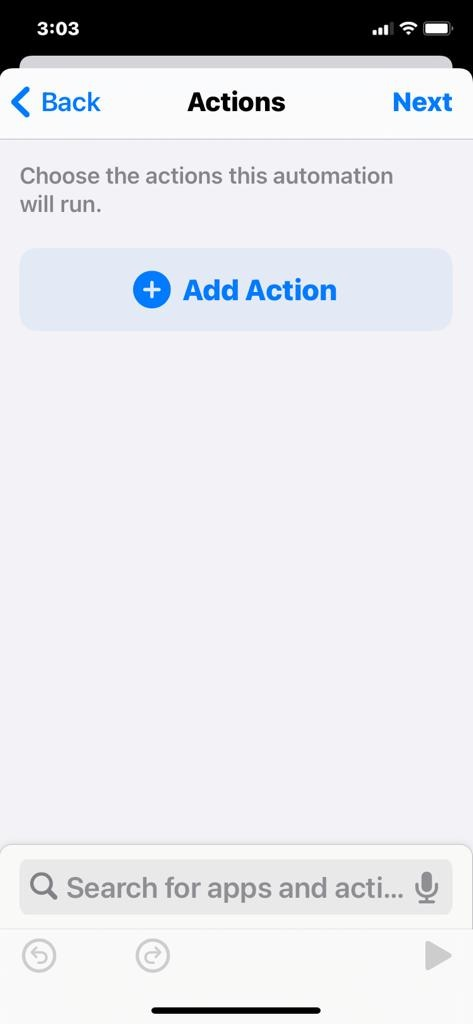 3:03
Back
Actions
Next
Choose the actions this automation
will run.
Add Action
Search for apps and acti...